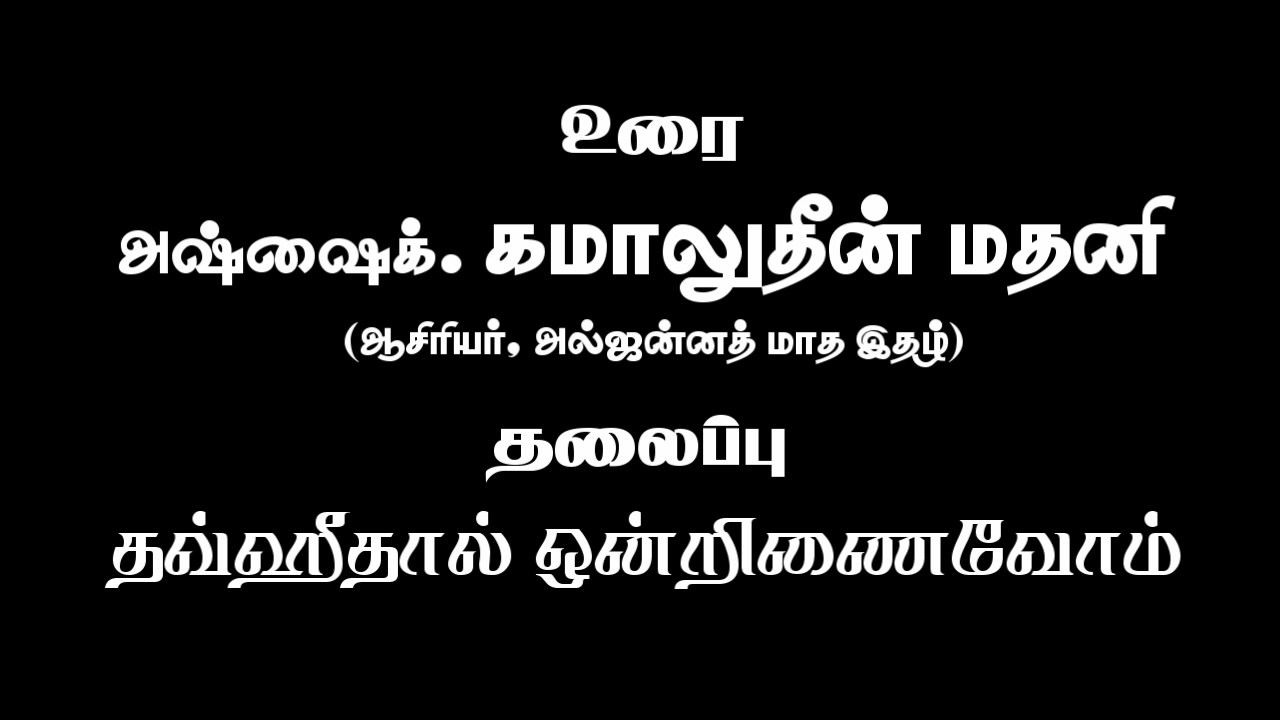 உரை
அஷ்ஷைக். கமாலுதீன் மதனி
(ஆசிரியர், அல்ஜன்னத் மாத இதழ்)
தலைப்பு
தவ்ஹீதால் ஒன்றிணைவோம்